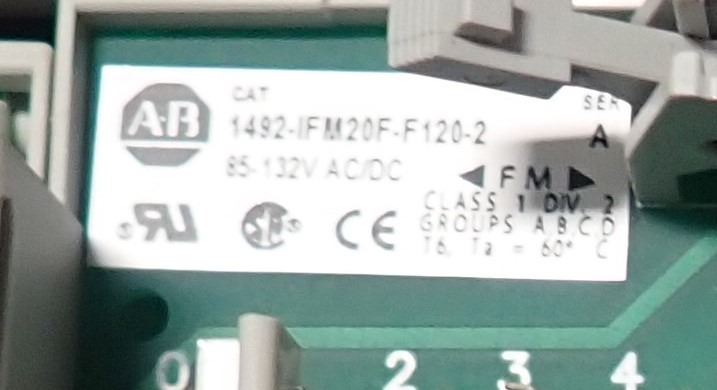 CAT
SER
A·B
1492-IFM20F-F120-2
A
85-132V AC/DC
FM
CLASS 1 DIV. 2
GROUPS A,B,C,D
T6, Ta = 60° C
CE
0 2 3 4